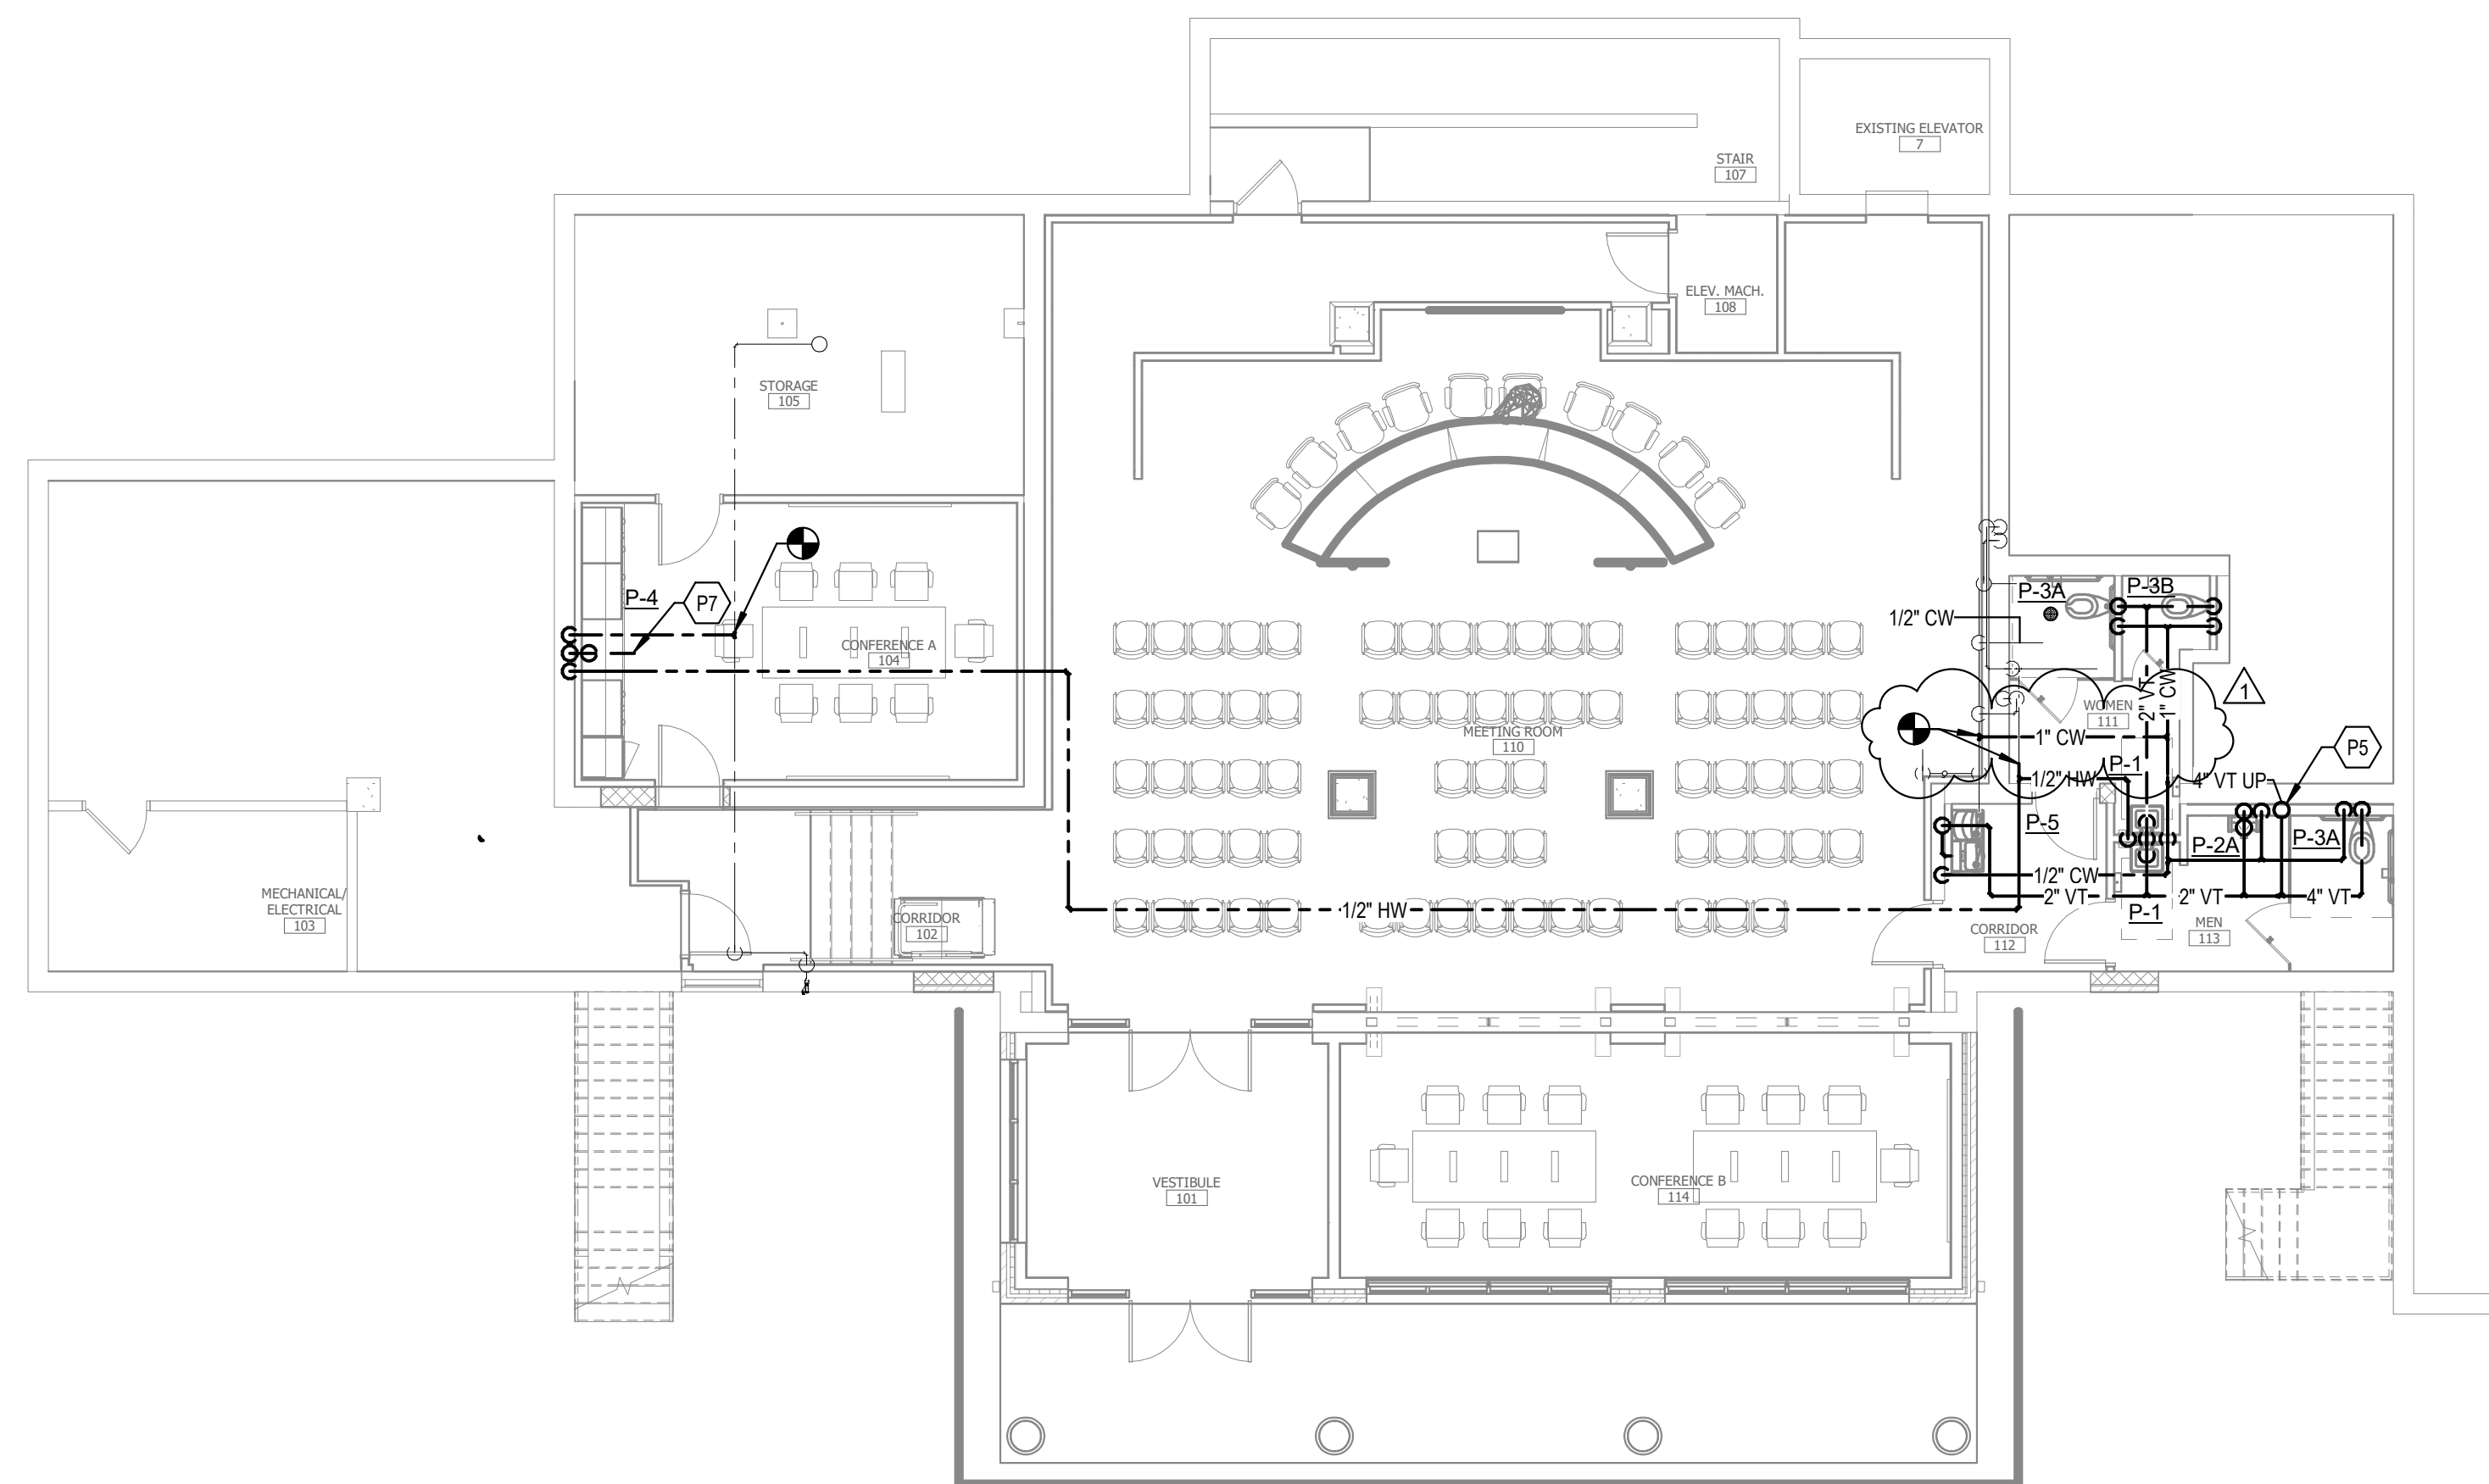 EXISTING ELEVATOR
7
STAIR
107
ELEV. MACH.
108
STORAGE
105
P-4
P7
CONFERENCE A
104
P-3A
P-3B
1/2" CW
2" VT
1" CW
1
WOMEN
111
MEETING ROOM
110
1" CW
P5
P-1
1/2" HW
4" VT UP
P-5
P-2A
P-3A
1/2" CW
2" VT
2" VT
4" VT
P-1
MEN
113
CORRIDOR
112
MECHANICAL/
ELECTRICAL
103
CORRIDOR
102
1/2" HW
VESTIBULE
101
CONFERENCE B
114